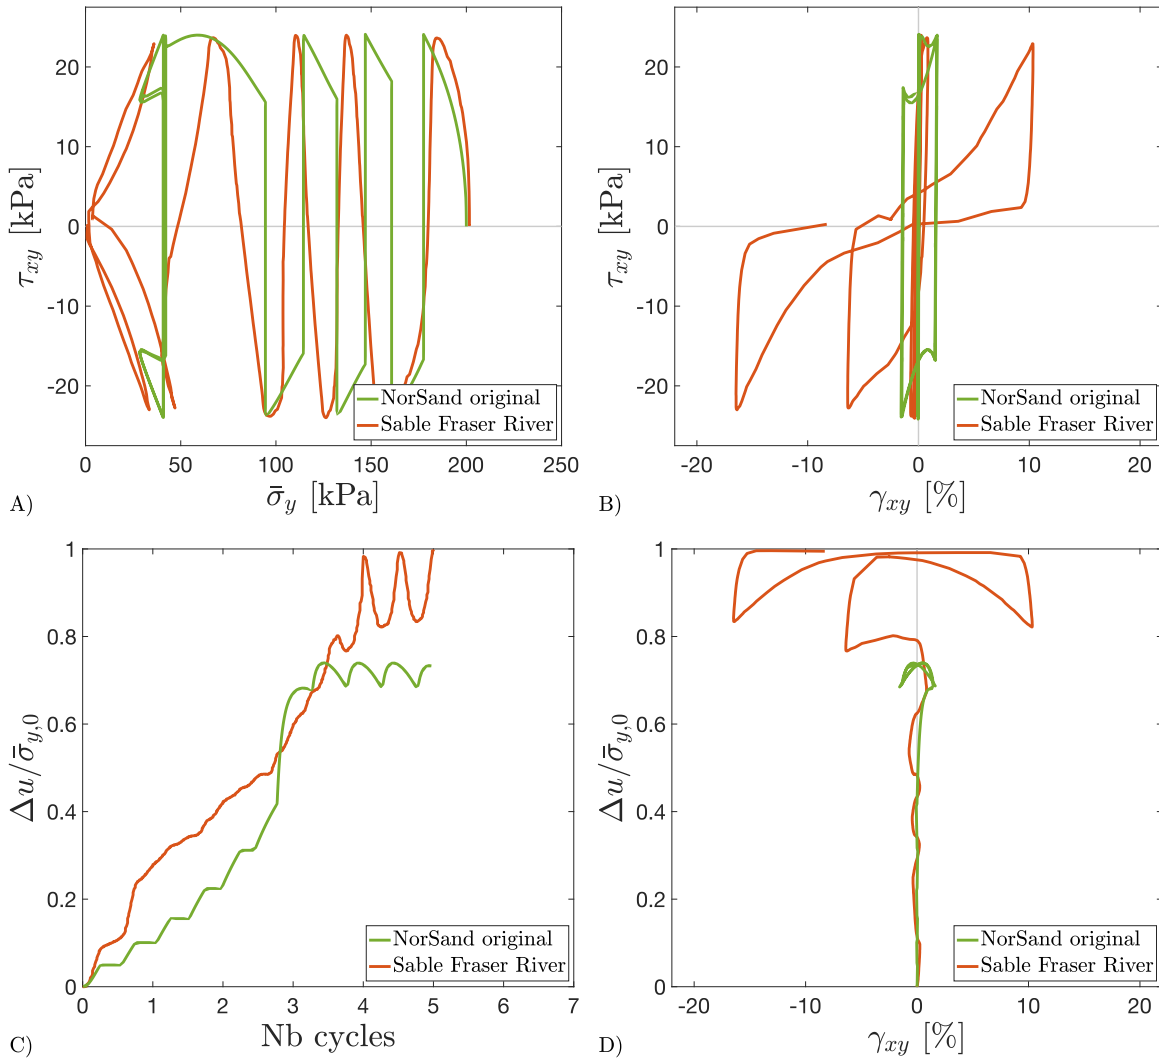 20
10
0
-10
-20
τxy [kPa]
NorSand original
Sable Fraser River
0 50 100 150 200 250
A) σ̄y [kPa]
20
10
0
-10
-20
τxy [kPa]
NorSand original
Sable Fraser River
-20 -10 0 10 20
B) γxy [%]
1
0.8
0.6
0.4
0.2
0
Δu/σ̄y,0
NorSand original
Sable Fraser River
0 1 2 3 4 5 6 7
C) Nb cycles
1
0.8
0.6
0.4
0.2
0
Δu/σ̄y,0
NorSand original
Sable Fraser River
-20 -10 0 10 20
D) γxy [%]